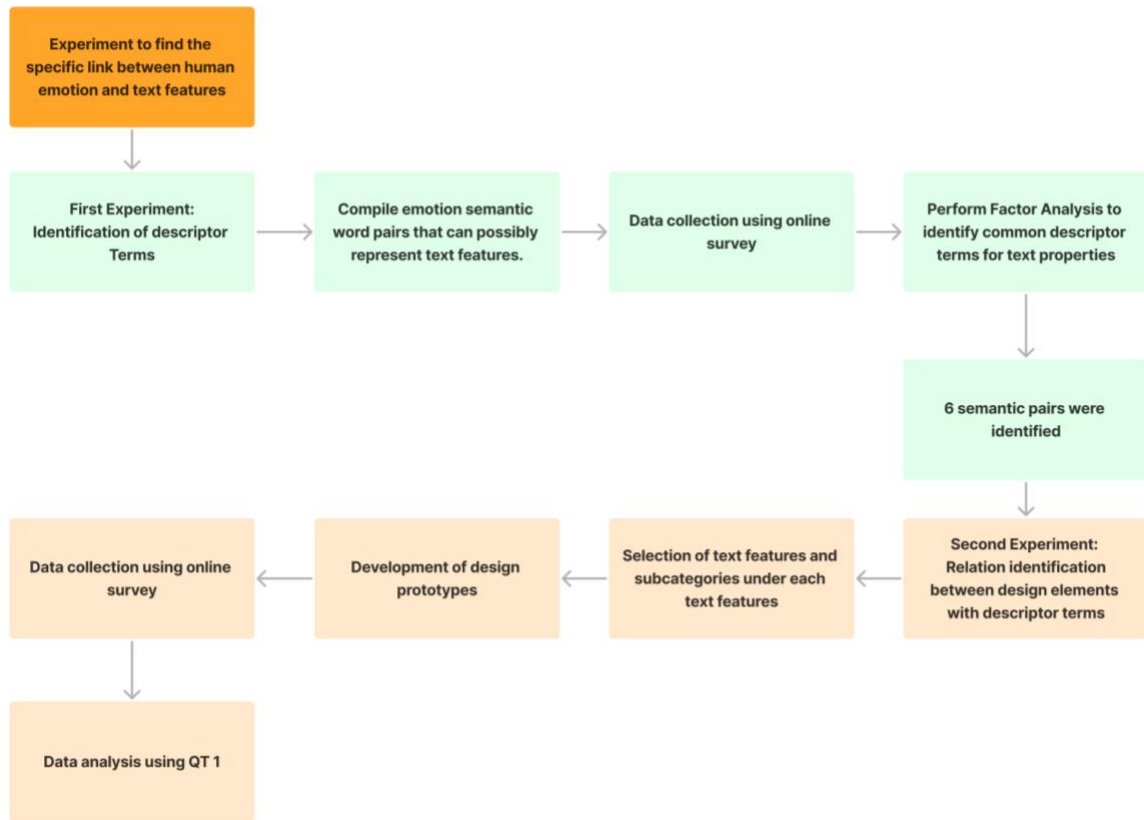 Experiment to find the
specific link between human
emotion and text features
First Experiment:
Identification of descriptor
Terms
Compile emotion semantic
word pairs that can possibly
represent text features.
Data collection using online
survey
Perform Factor Analysis to
identify common descriptor
terms for text properties
6 semantic pairs were
identified
Second Experiment:
Relation identification
between design elements
with descriptor terms
Selection of text features and
subcategories under each
text features
Development of design
prototypes
Data collection using online
survey
Data analysis using QT 1